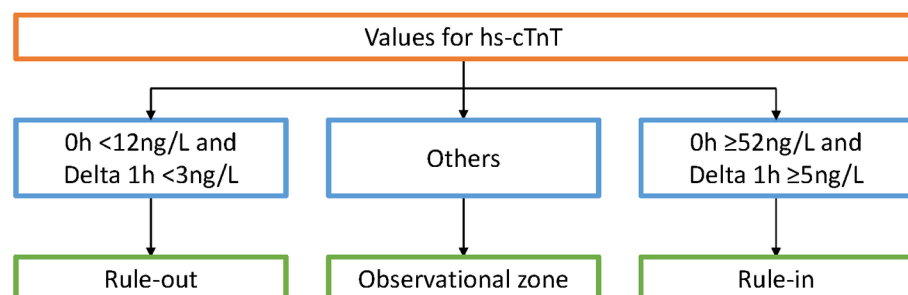 Values for hs-cTnT
0h <12ng/L and
Delta 1h <3ng/L
Others
0h ≥52ng/L and
Delta 1h ≥5ng/L
Rule-out
Observational zone
Rule-in